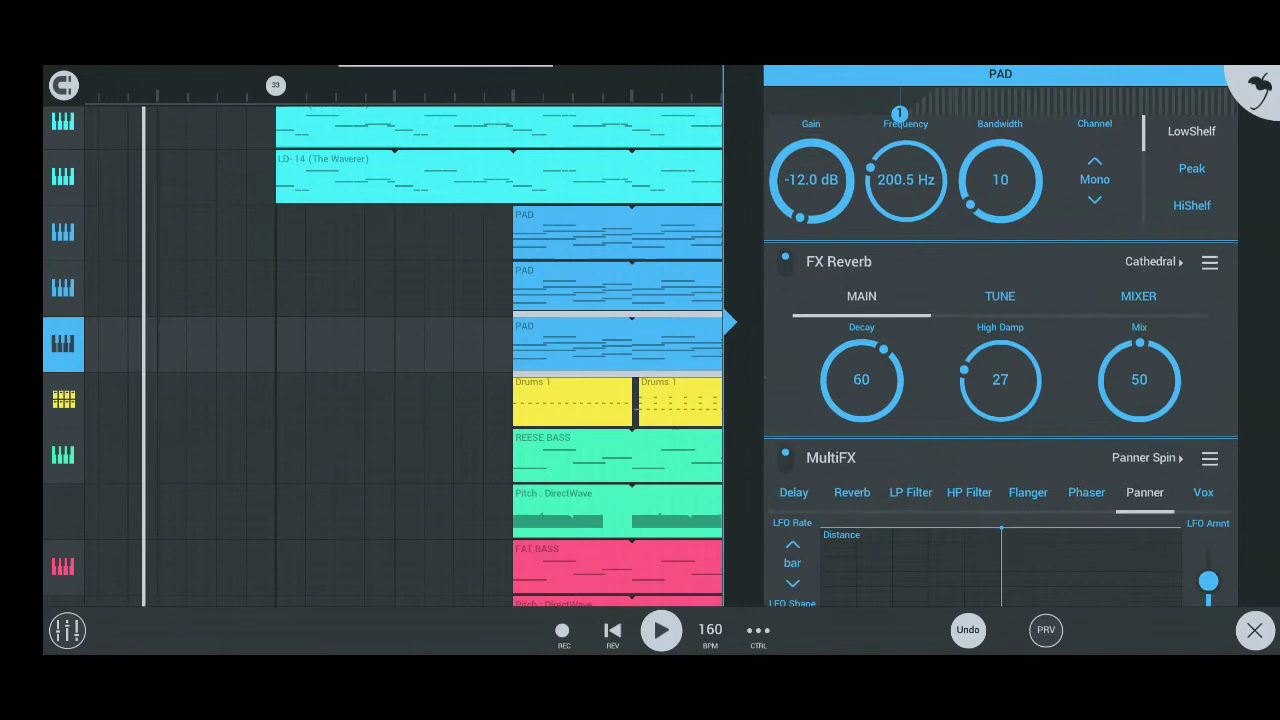 PAD
33
LD- 14 (The Waverer)
PAD
PAD
PAD
Drums 1
Drums 1
REESE BASS
Pitch : DirectWave
FAT BASS
Pitch : DirectWave
1
Gain
Frequency
Bandwidth
Channel
-12.0 dB
200.5 Hz
10
Mono
LowShelf
Peak
HiShelf
FX Reverb
Cathedral
MAIN
TUNE
MIXER
Decay
High Damp
Mix
60
27
50
MultiFX
Panner Spin
Delay
Reverb
LP Filter
HP Filter
Flanger
Phaser
Panner
Vox
LFO Rate
bar
LFO Shape
Distance
LFO Amnt
REC
REV
160
BPM
CTRL
Undo
PRV